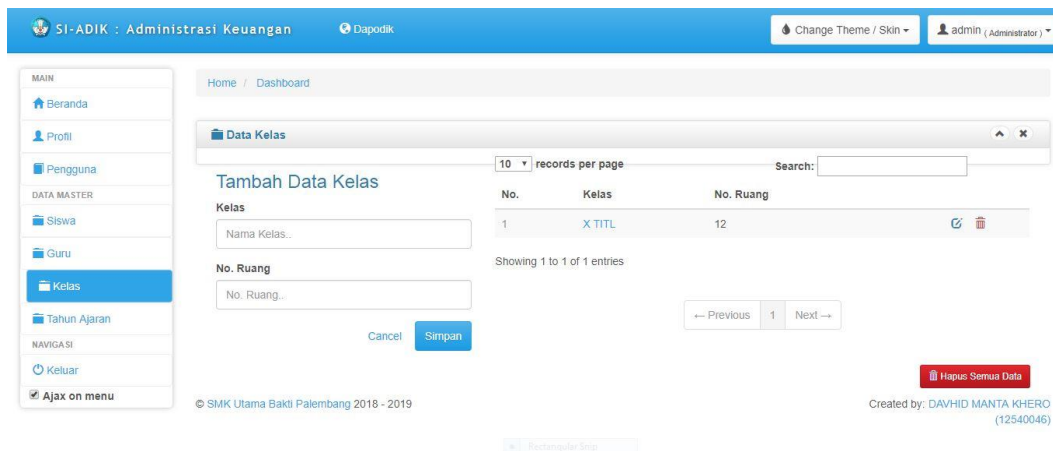 SI-ADIK : Administrasi Keuangan
Dapodik
Change Theme / Skin
admin ( Administrator )
MAIN
Beranda
Profil
Pengguna
DATA MASTER
Siswa
Guru
Kelas
Tahun Ajaran
NAVIGASI
Keluar
Ajax on menu
Home / Dashboard
Data Kelas
Tambah Data Kelas
Kelas
Nama Kelas..
No. Ruang
No. Ruang..
Cancel Simpan
10 records per page
Search:
No. Kelas No. Ruang
1 X TITL 12
Showing 1 to 1 of 1 entries
← Previous 1 Next →
Hapus Semua Data
© SMK Utama Bakti Palembang 2018 - 2019
Created by: DAVHID MANTA KHERO
(12540046)
Rectangular Snip